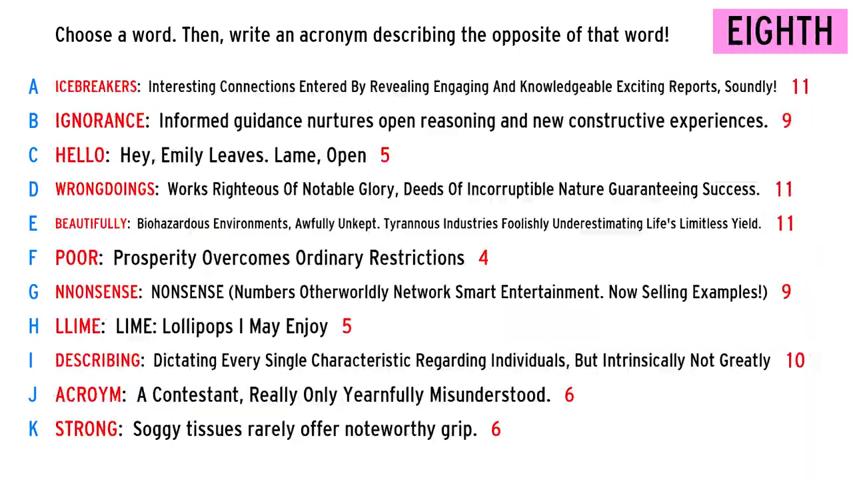 Choose a word. Then, write an acronym describing the opposite of that word!
EIGHTH
A ICEBREAKERS: Interesting Connections Entered By Revealing Engaging And Knowledgeable Exciting Reports, Soundly! 11
B IGNORANCE: Informed guidance nurtures open reasoning and new constructive experiences. 9
C HELLO: Hey, Emily Leaves. Lame, Open 5
D WRONGDOINGS: Works Righteous Of Notable Glory, Deeds Of Incorruptible Nature Guaranteeing Success. 11
E BEAUTIFULLY: Biohazardous Environments, Awfully Unkept. Tyrannous Industries Foolishly Underestimating Life's Limitless Yield. 11
F POOR: Prosperity Overcomes Ordinary Restrictions 4
G NNONSENSE: NONSENSE (Numbers Otherworldly Network Smart Entertainment. Now Selling Examples!) 9
H LLIME: LIME: Lollipops I May Enjoy 5
I DESCRIBING: Dictating Every Single Characteristic Regarding Individuals, But Intrinsically Not Greatly 10
J ACROYM: A Contestant, Really Only Yearnfully Misunderstood. 6
K STRONG: Soggy tissues rarely offer noteworthy grip. 6